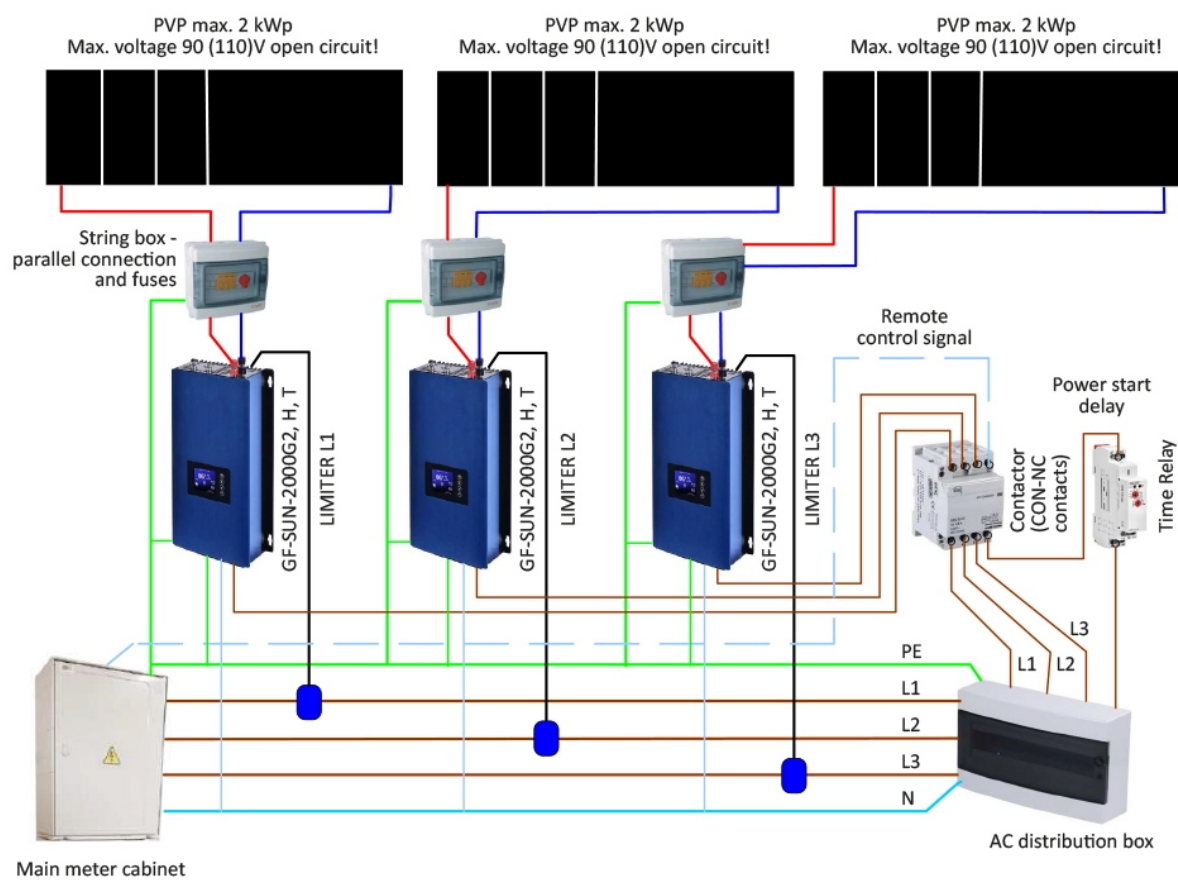 PVP max. 2 kWp
Max. voltage 90 (110)V open circuit!
PVP max. 2 kWp
Max. voltage 90 (110)V open circuit!
PVP max. 2 kWp
Max. voltage 90 (110)V open circuit!
String box -
parallel connection
and fuses
GF-SUN-2000G2, H, T
LIMITER L1
GF-SUN-2000G2, H, T
LIMITER L2
GF-SUN-2000G2, H, T
LIMITER L3
Remote
control signal
Contactor
(CON-NC
contacts)
Power start
delay
Time Relay
L1
L2
L3
PE
L1
L2
L3
N
Main meter cabinet
AC distribution box